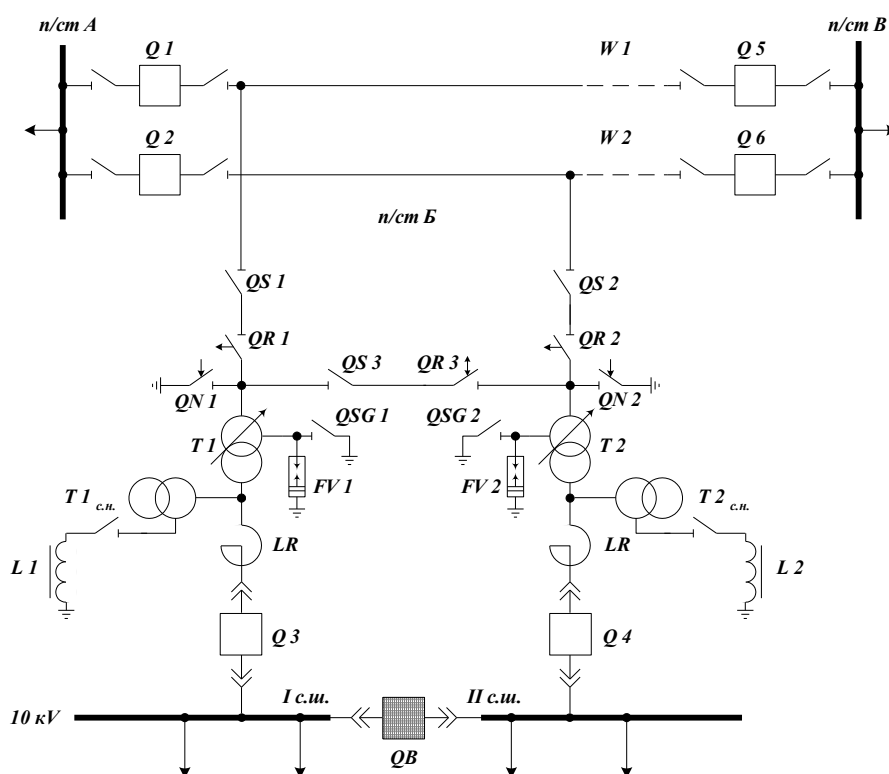 п/ст А
п/ст В
Q 1
W 1
Q 5
Q 2
W 2
Q 6
п/ст Б
QS 1
QS 2
QR 1
QR 2
QS 3
QR 3
QN 1
QN 2
QSG 1
QSG 2
T 1
T 2
FV 1
FV 2
T 1 с.н.
T 2 с.н.
LR
LR
L 1
L 2
Q 3
Q 4
I с.ш.
II с.ш.
10 кV
QB